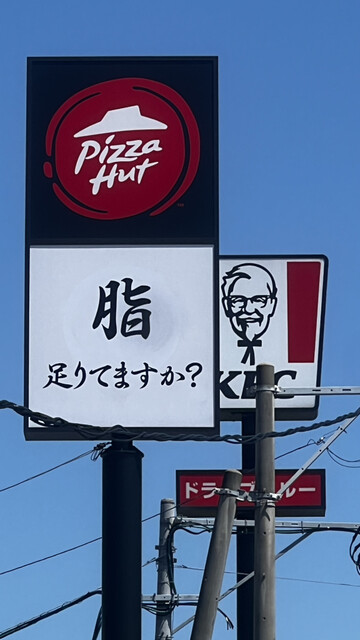 Pizza
Hut
脂
足りてますか?
KFC
ドライブスルー